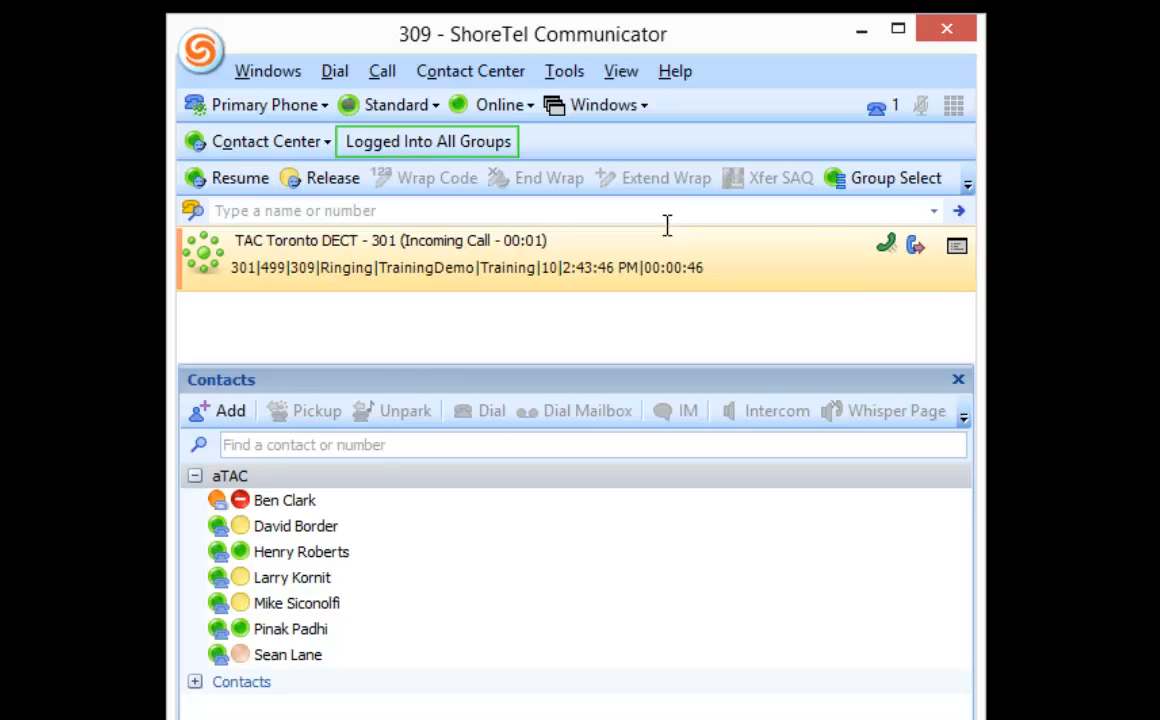 309 - ShoreTel Communicator
Windows Dial Call Contact Center Tools View Help
Primary Phone Standard Online Windows 1
Contact Center Logged Into All Groups
Resume Release 123 Wrap Code End Wrap Extend Wrap Xfer SAQ Group Select
Type a name or number
TAC Toronto DECT - 301 (Incoming Call - 00:01)
301|499|309|Ringing|TrainingDemo|Training|10|2:43:46 PM|00:00:46
Contacts
Add Pickup Unpark Dial Dial Mailbox IM Intercom Whisper Page
Find a contact or number
aTAC
Ben Clark
David Border
Henry Roberts
Larry Kornit
Mike Siconolfi
Pinak Padhi
Sean Lane
Contacts